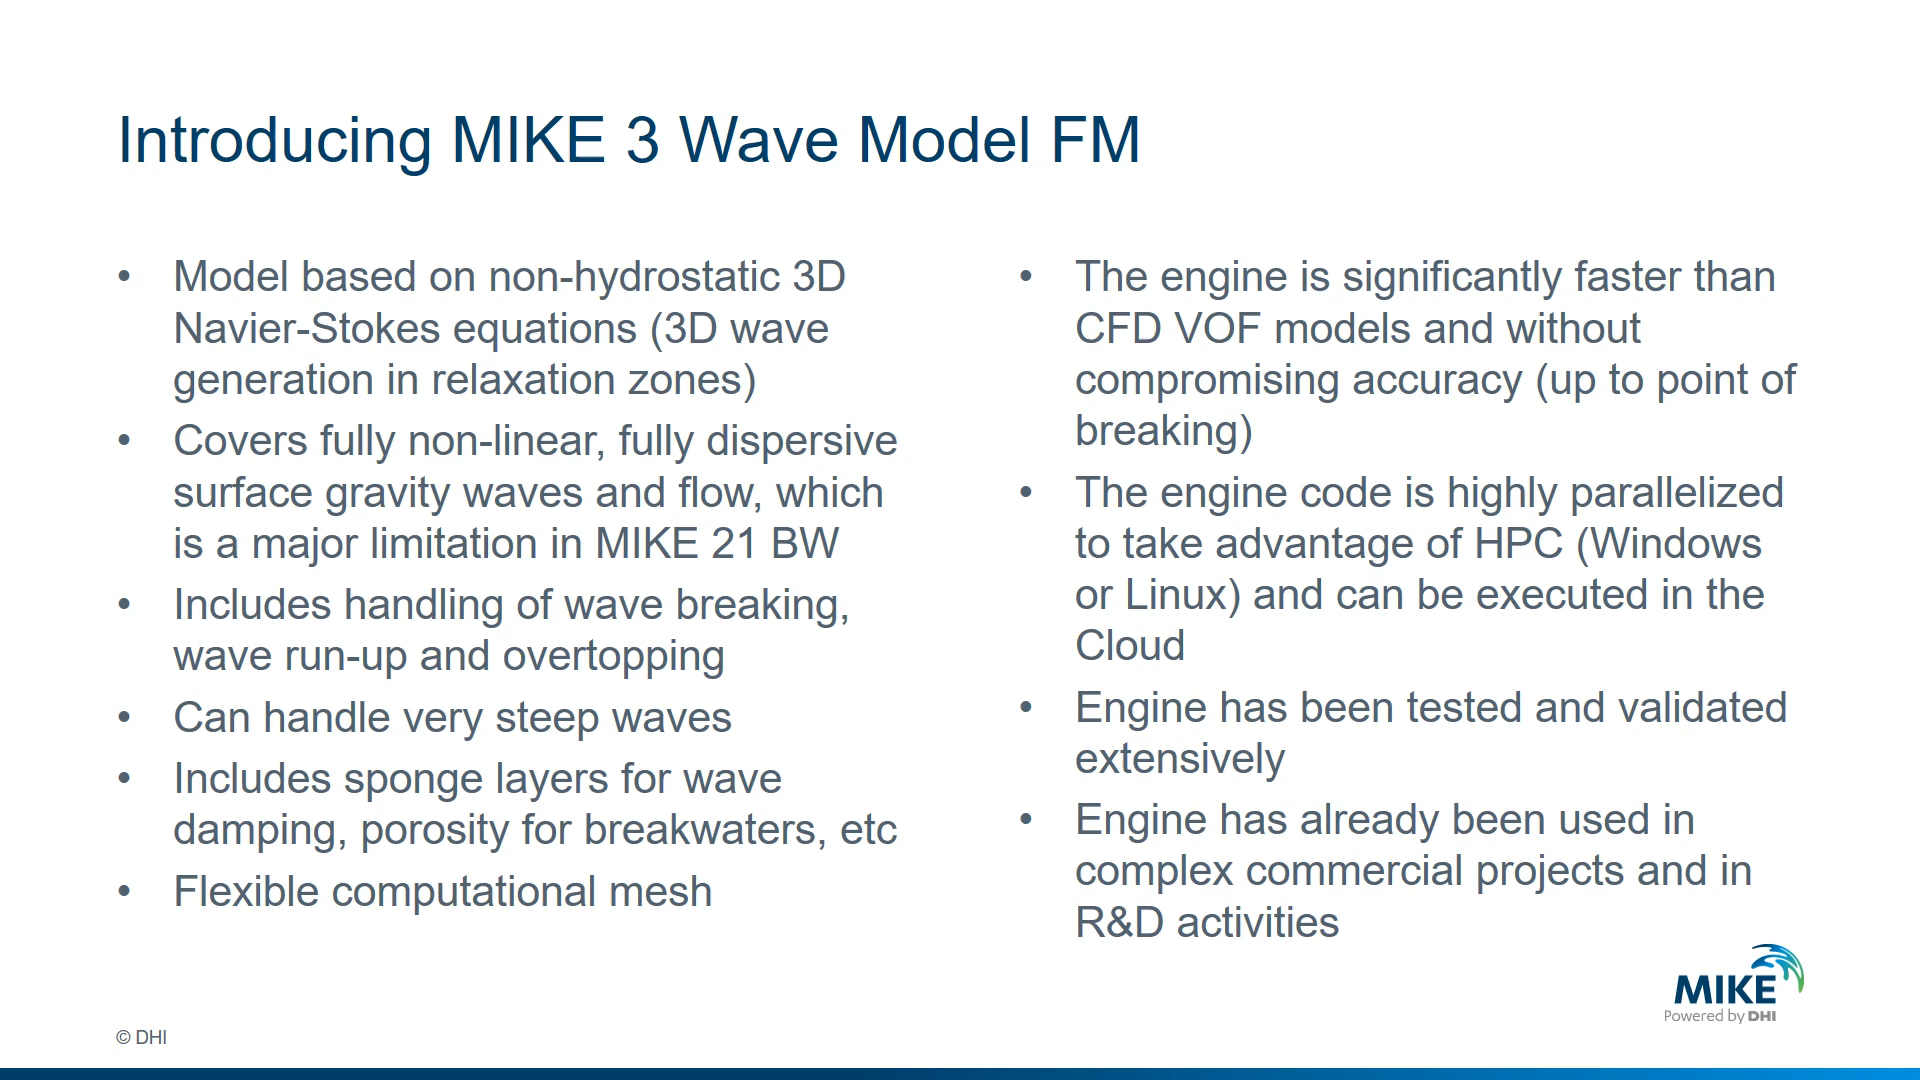 Introducing MIKE 3 Wave Model FM
• Model based on non-hydrostatic 3D
Navier-Stokes equations (3D wave
generation in relaxation zones)
• Covers fully non-linear, fully dispersive
surface gravity waves and flow, which
is a major limitation in MIKE 21 BW
• Includes handling of wave breaking,
wave run-up and overtopping
• Can handle very steep waves
• Includes sponge layers for wave
damping, porosity for breakwaters, etc
• Flexible computational mesh
• The engine is significantly faster than
CFD VOF models and without
compromising accuracy (up to point of
breaking)
• The engine code is highly parallelized
to take advantage of HPC (Windows
or Linux) and can be executed in the
Cloud
• Engine has been tested and validated
extensively
• Engine has already been used in
complex commercial projects and in
R&D activities
MIKE
Powered by DHI
© DHI